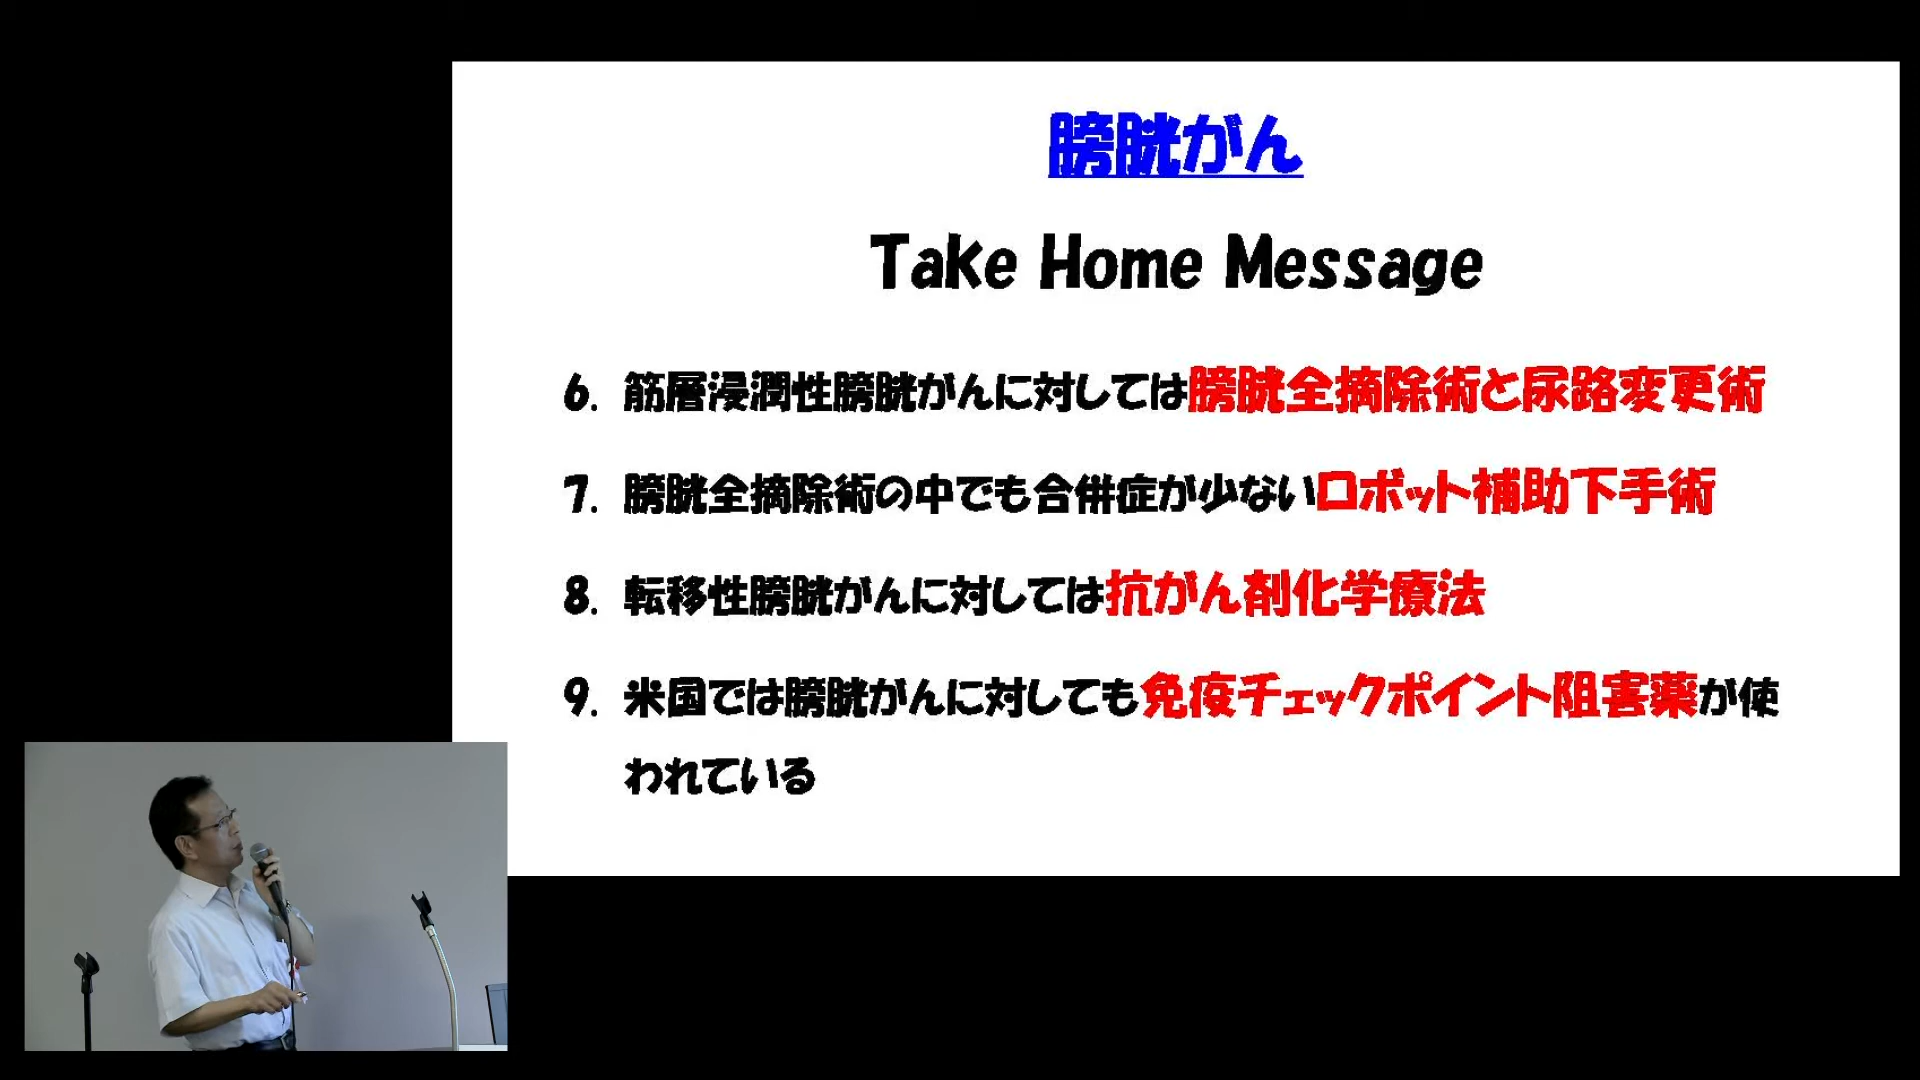 膀胱がん
Take Home Message
6. 筋層浸潤性膀胱がんに対しては膀胱全摘除術と尿路変更術
7. 膀胱全摘除術の中でも合併症が少ないロボット補助下手術
8. 転移性膀胱がんに対しては抗がん剤化学療法
9. 米国では膀胱がんに対しても免疫チェックポイント阻害薬が使
われている